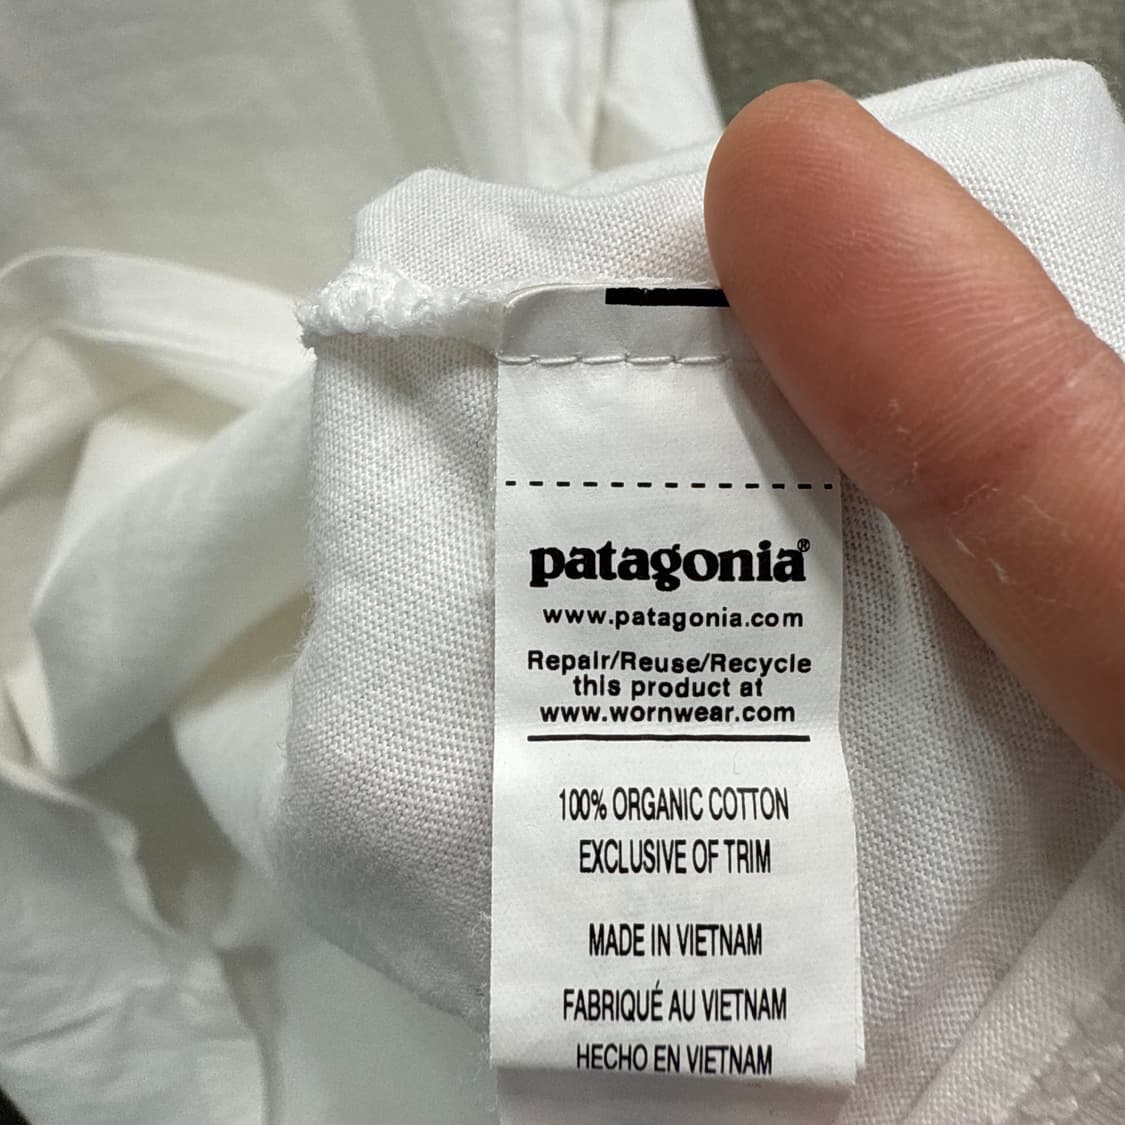 patagonia®
www.patagonia.com
Repair/Reuse/Recycle
this product at
www.wornwear.com
100% ORGANIC COTTON
EXCLUSIVE OF TRIM
MADE IN VIETNAM
FABRIQUÉ AU VIETNAM
HECHO EN VIETNAM